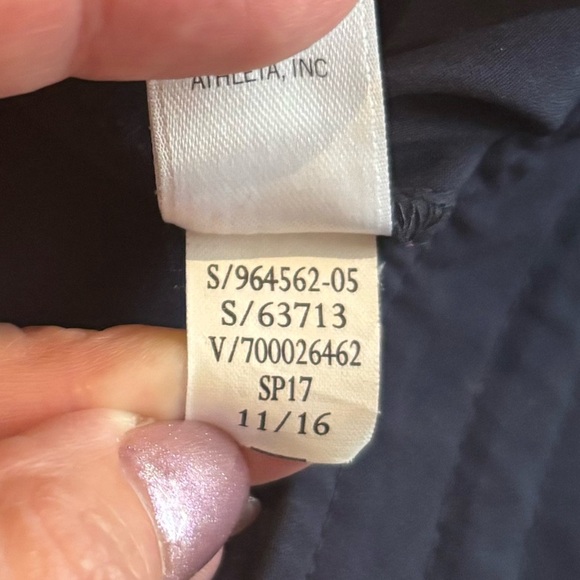 ATHLETA, INC
S/964562-05
S/63713
V/700026462
SP17
11/16